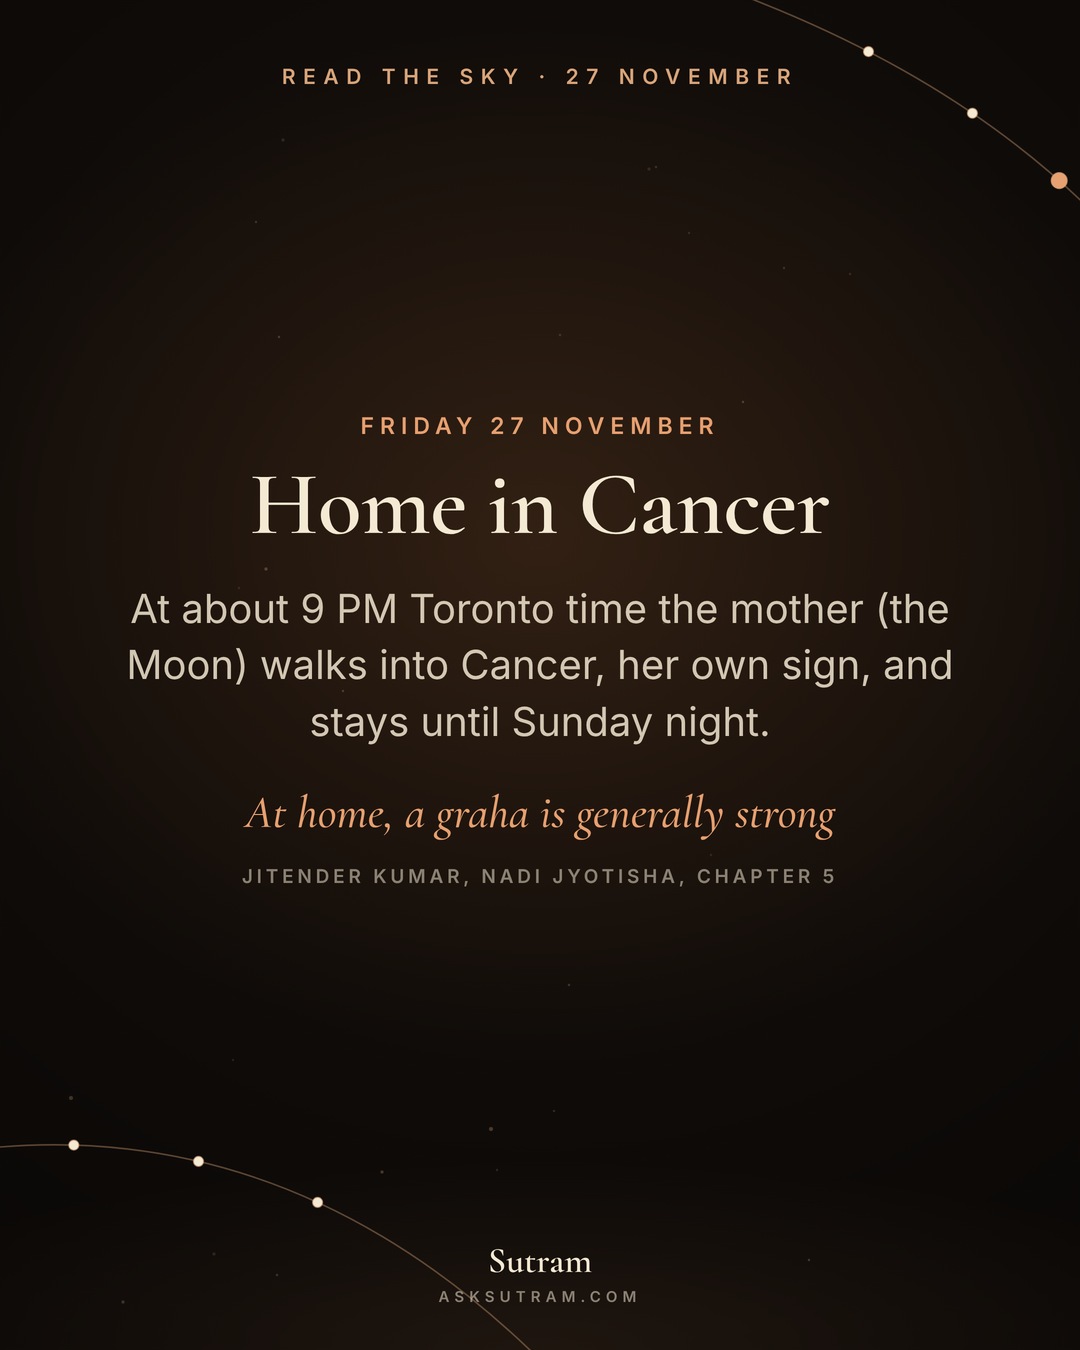 READ THE SKY · 27 NOVEMBER
FRIDAY 27 NOVEMBER
Home in Cancer
At about 9 PM Toronto time the mother (the
Moon) walks into Cancer, her own sign, and
stays until Sunday night.
At home, a graha is generally strong
JITENDER KUMAR, NADI JYOTISHA, CHAPTER 5
Sutram
ASKSUTRAM.COM